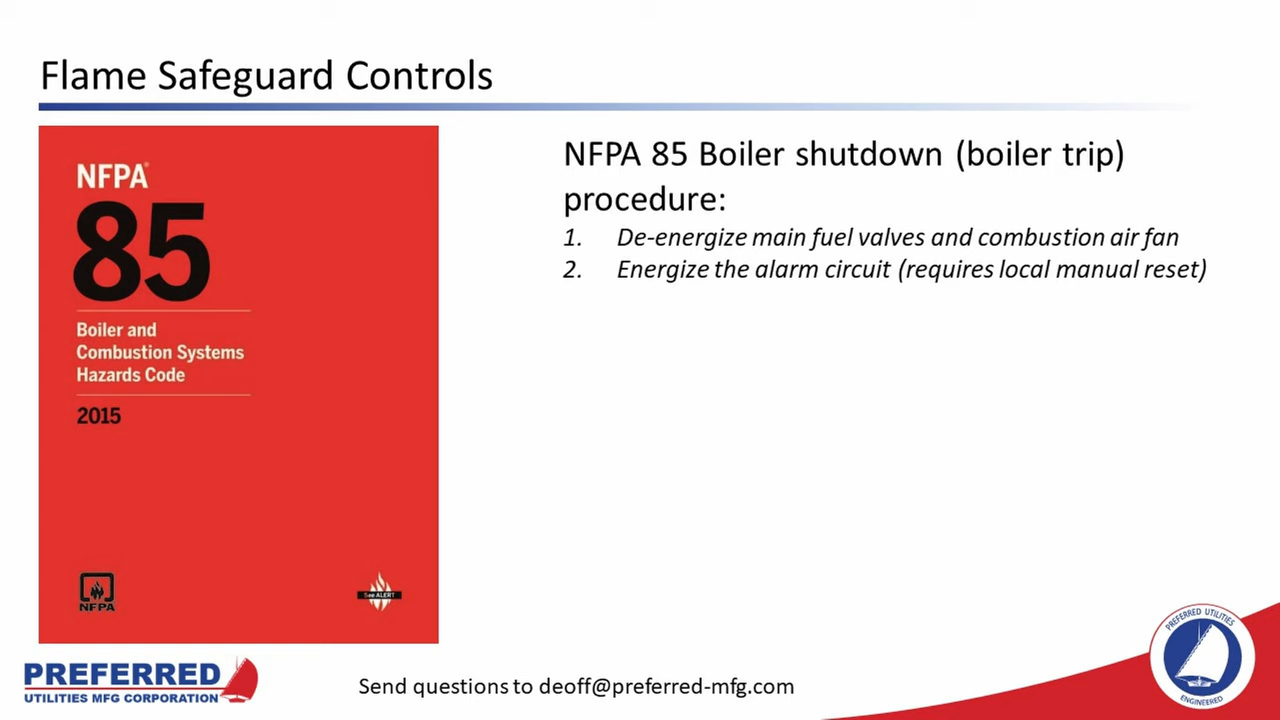 Flame Safeguard Controls
NFPA®
85
Boiler and
Combustion Systems
Hazards Code
2015
NFPA
See ALERT
NFPA 85 Boiler shutdown (boiler trip)
procedure:
1. De-energize main fuel valves and combustion air fan
2. Energize the alarm circuit (requires local manual reset)
PREFERRED
UTILITIES MFG CORPORATION
Send questions to deoff@preferred-mfg.com
PREFERRED UTILITIES
ENGINEERED